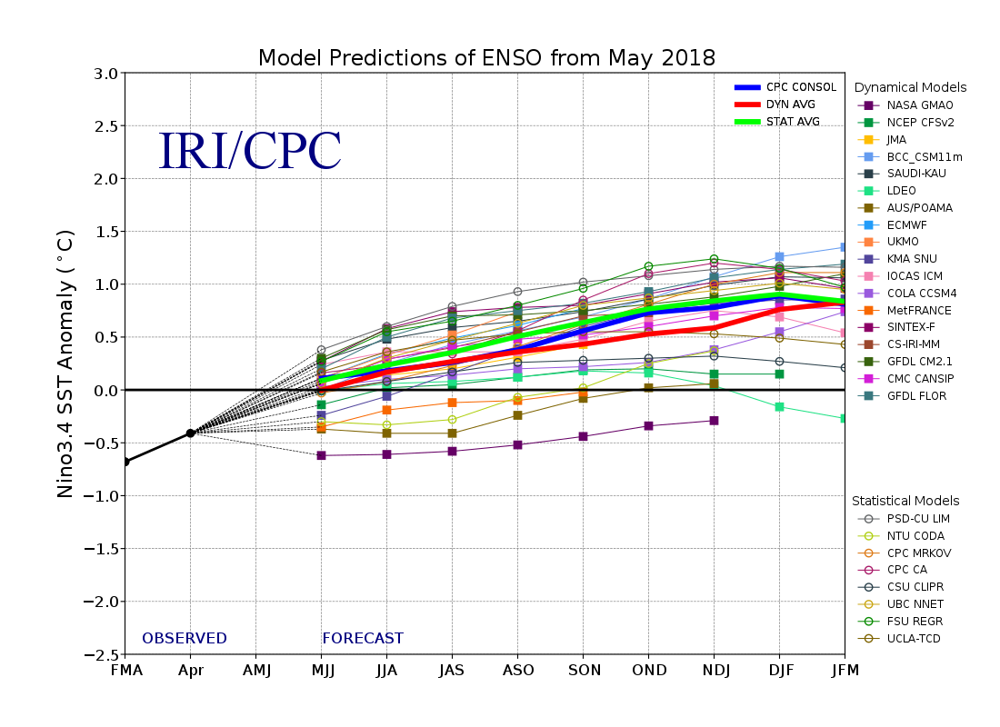 Model Predictions of ENSO from May 2018
IRI/CPC
CPC CONSOL
DYN AVG
STAT AVG
Nino3.4 SST Anomaly ( °C)
3.0
2.5
2.0
1.5
1.0
0.5
0.0
−0.5
−1.0
−1.5
−2.0
−2.5
OBSERVED
FORECAST
FMA Apr AMJ MJJ JJA JAS ASO SON OND NDJ DJF JFM
Dynamical Models
NASA GMAO
NCEP CFSv2
JMA
BCC_CSM11m
SAUDI-KAU
LDEO
AUS/POAMA
ECMWF
UKMO
KMA SNU
IOCAS ICM
COLA CCSM4
MetFRANCE
SINTEX-F
CS-IRI-MM
GFDL CM2.1
CMC CANSIP
GFDL FLOR
Statistical Models
PSD-CU LIM
NTU CODA
CPC MRKOV
CPC CA
CSU CLIPR
UBC NNET
FSU REGR
UCLA-TCD